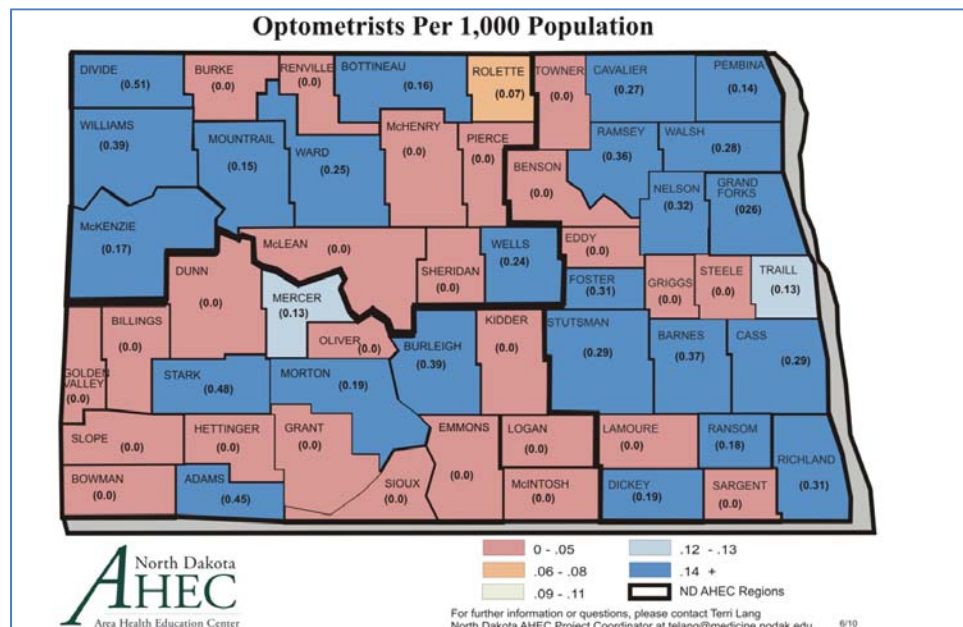 Optometrists Per 1,000 Population
DIVIDE
(0.51)
BURKE
(0.0)
RENVILLE
(0.0)
BOTTINEAU
(0.16)
ROLETTE
(0.07)
TOWNER
(0.0)
CAVALIER
(0.27)
PEMBINA
(0.14)
WILLIAMS
(0.39)
MOUNTRAIL
(0.15)
WARD
(0.25)
McHENRY
(0.0)
PIERCE
(0.0)
BENSON
(0.0)
RAMSEY
(0.36)
WALSH
(0.28)
NELSON
(0.32)
GRAND
FORKS
(026)
McKENZIE
(0.17)
DUNN
(0.0)
McLEAN
(0.0)
SHERIDAN
(0.0)
WELLS
(0.24)
EDDY
(0.0)
FOSTER
(0.31)
GRIGGS
(0.0)
STEELE
(0.0)
TRAILL
(0.13)
MERCER
(0.13)
OLIVER
(0.0)
BILLINGS
(0.0)
GOLDEN
VALLEY
(0.0)
STARK
(0.48)
MORTON
(0.19)
BURLEIGH
(0.39)
KIDDER
(0.0)
STUTSMAN
(0.29)
BARNES
(0.37)
CASS
(0.29)
SLOPE
(0.0)
HETTINGER
(0.0)
GRANT
(0.0)
EMMONS
(0.0)
LOGAN
(0.0)
LAMOURE
(0.0)
RANSOM
(0.18)
RICHLAND
(0.31)
BOWMAN
(0.0)
ADAMS
(0.45)
SIOUX
(0.0)
McINTOSH
(0.0)
DICKEY
(0.19)
SARGENT
(0.0)
North Dakota
AHEC
Area Health Education Center
0 - .05
.06 - .08
.09 - .11
.12 - .13
.14 +
ND AHEC Regions
For further information or questions, please contact Terri Lang
North Dakota AHEC Project Coordinator at telang@medicine.nodak.edu
6/10